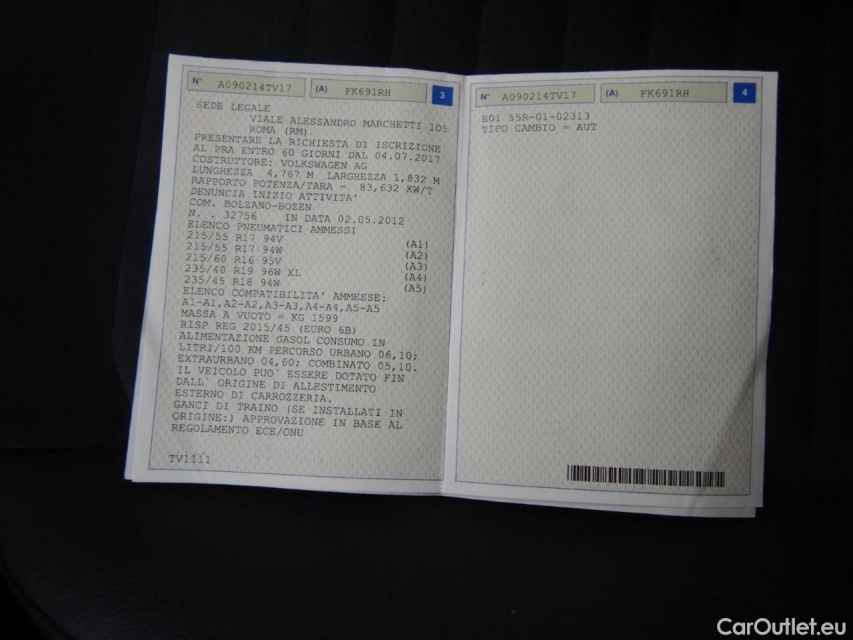 N° A090214TV17 (A) FK691RH 3
SEDE LEGALE
VIALE ALESSANDRO MARCHETTI 105
ROMA (RM)
PRESENTARE LA RICHIESTA DI ISCRIZIONE
AL PRA ENTRO 60 GIORNI DAL 04.07.2017
COSTRUTTORE: VOLKSWAGEN AG
LUNGHEZZA 4,767 M LARGHEZZA 1,832 M
RAPPORTO POTENZA/TARA = 83,632 KW/T
DENUNCIA INIZIO ATTIVITA'
COM. BOLZANO-BOZEN
N. . 32756 IN DATA 02.05.2012
ELENCO PNEUMATICI AMMESSI
215/55 R17 94V (A1)
215/55 R17 94W (A2)
215/60 R16 95V (A3)
235/40 R19 96W XL (A4)
235/45 R18 94W (A5)
ELENCO COMPATIBILITA' AMMESSE:
A1-A1,A2-A2,A3-A3,A4-A4,A5-A5
MASSA A VUOTO = KG 1599
RISP REG 2015/45 (EURO 6B)
ALIMENTAZIONE GASOL CONSUMO IN
LITRI/100 KM PERCORSO URBANO 06,10;
EXTRAURBANO 04,60; COMBINATO 05,10.
IL VEICOLO PUO' ESSERE DOTATO FIN
DALL' ORIGINE DI ALLESTIMENTO
ESTERNO DI CARROZZERIA.
GANCI DI TRAINO (SE INSTALLATI IN
ORIGINE:) APPROVAZIONE IN BASE AL
REGOLAMENTO ECE/ONU
TV1111
N° A090214TV17 (A) FK691RH 4
E01 55R-01-02313
TIPO CAMBIO = AUT
CarOutlet.eu